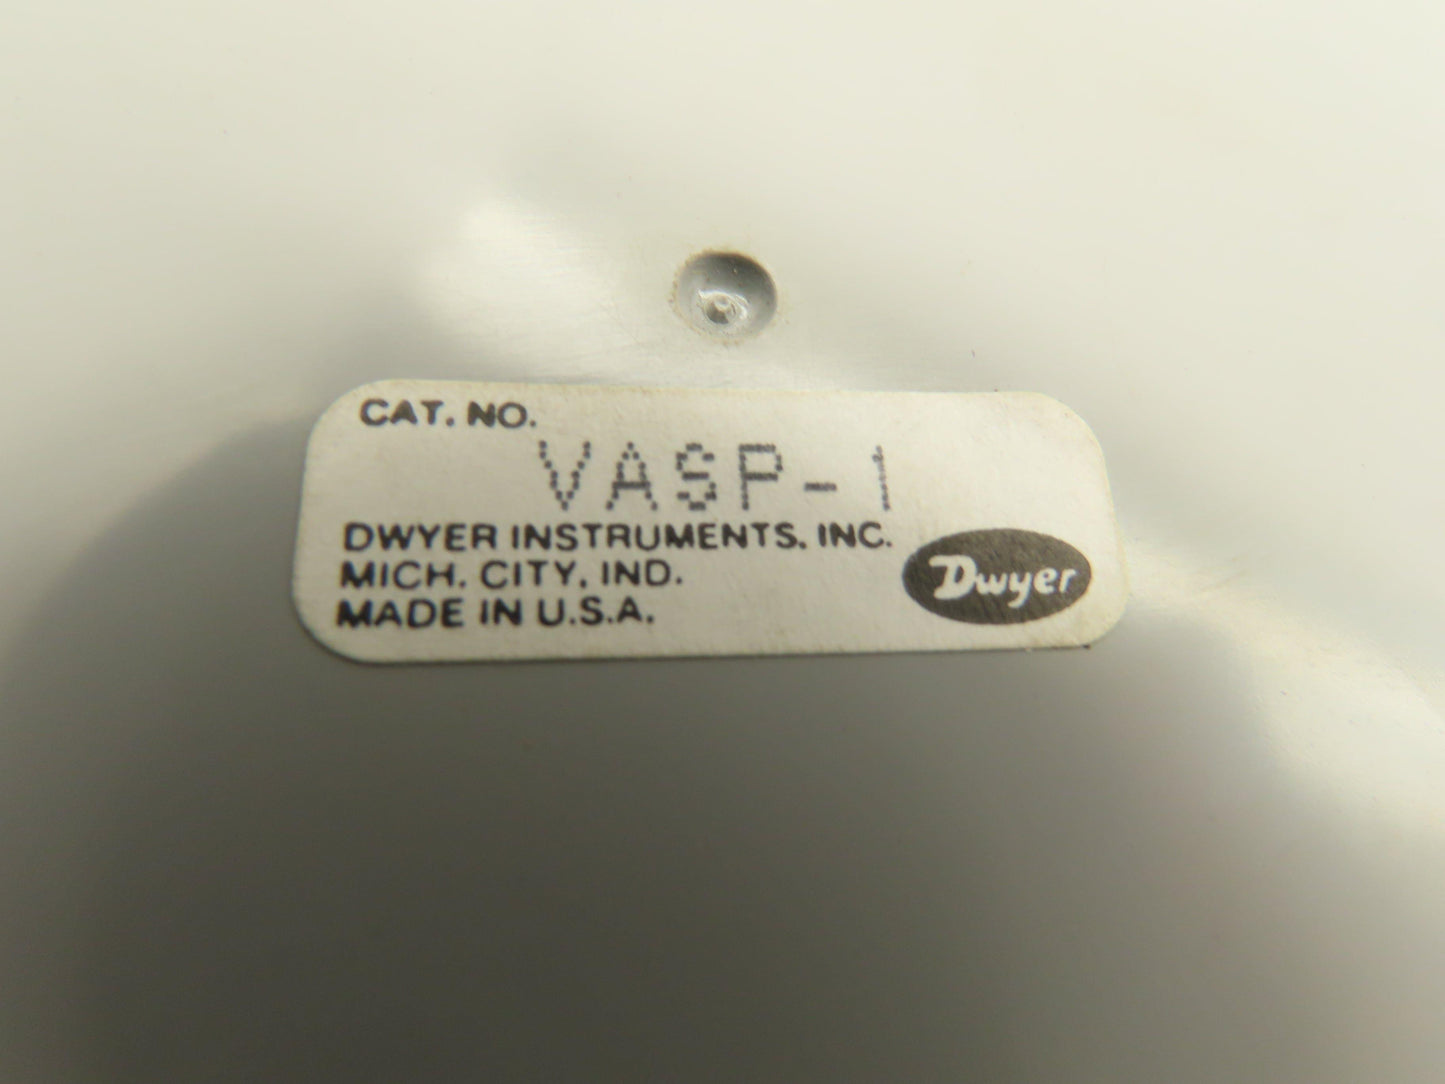 CAT. NO.
VASP-1
DWYER INSTRUMENTS, INC.
MICH. CITY, IND.
MADE IN U.S.A.
Dwyer